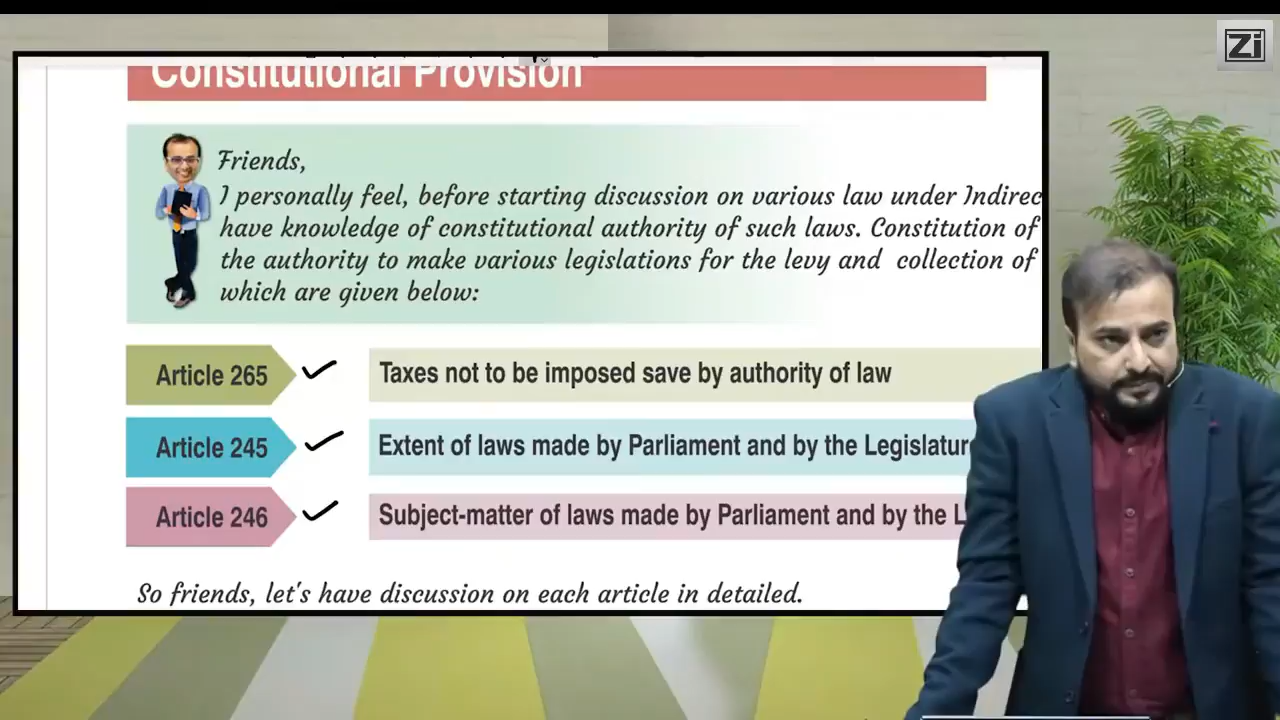 Zi
Constitutional Provision
Friends,
I personally feel, before starting discussion on various law under Indirec
have knowledge of constitutional authority of such laws. Constitution of
the authority to make various legislations for the levy and collection of
which are given below:
Article 265
Taxes not to be imposed save by authority of law
Article 245
Extent of laws made by Parliament and by the Legislatur
Article 246
Subject-matter of laws made by Parliament and by the L
So friends, let's have discussion on each article in detailed.